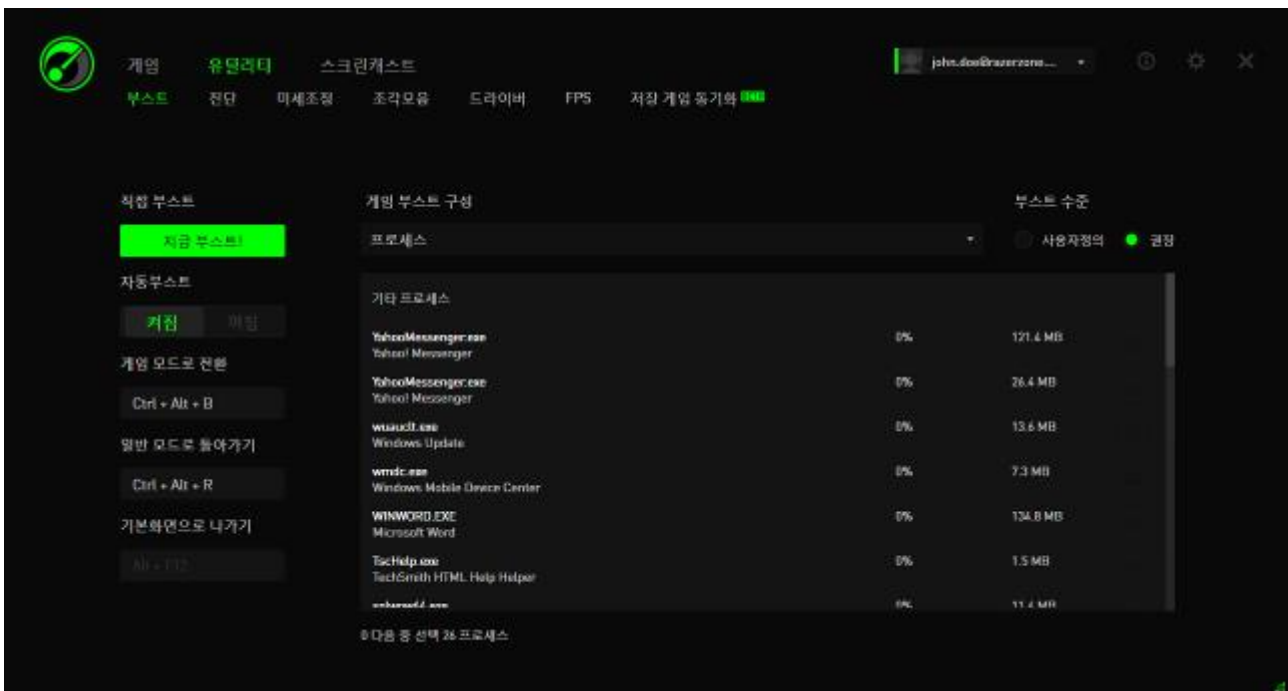 게임 유틸리티 스크린캐스트
john.doe@razerzone....
부스트 진단 미세조정 조각모음 드라이버 FPS 저장 게임 동기화
직접 부스트 게임 부스트 구성 부스트 수준
지금 부스트!
프로세스 사용자정의 권장
자동부스트
켜짐 꺼짐
기타 프로세스
YahooMessenger.exe 0% 121.4 MB
Yahoo! Messenger
게임 모드로 전환
YahooMessenger.exe 0% 26.4 MB
Yahoo! Messenger
Ctrl + Alt + B
wuauclt.exe 0% 13.6 MB
Windows Update
일반 모드로 돌아가기
wmdc.exe 0% 7.3 MB
Windows Mobile Device Center
Ctrl + Alt + R
WINWORD.EXE 0% 134.8 MB
Microsoft Word
기본화면으로 나가기
TscHelp.exe 0% 1.5 MB
TechSmith HTML Help Helper
Alt + F12
0% 11.4 MB
0 다음 중 선택 26 프로세스